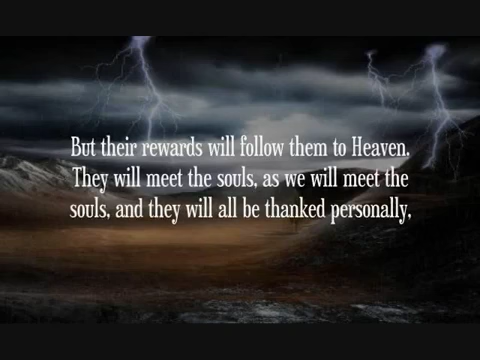 But their rewards will follow them to Heaven.
They will meet the souls, as we will meet the
souls, and they will all be thanked personally,